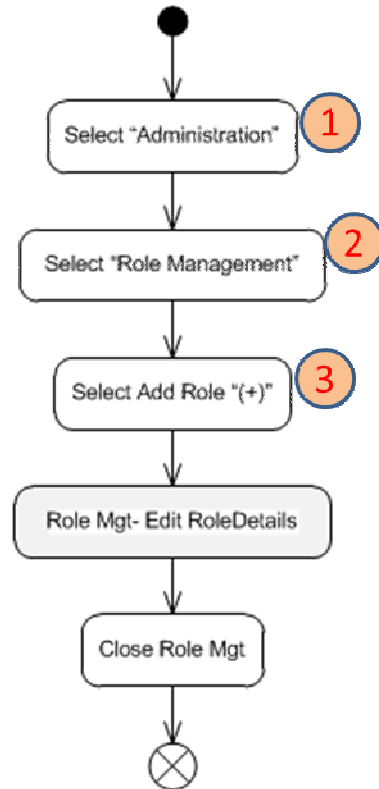 Select "Administration"
1
Select "Role Management"
2
Select Add Role "(+)"
3
Role Mgt- Edit RoleDetails
Close Role Mgt